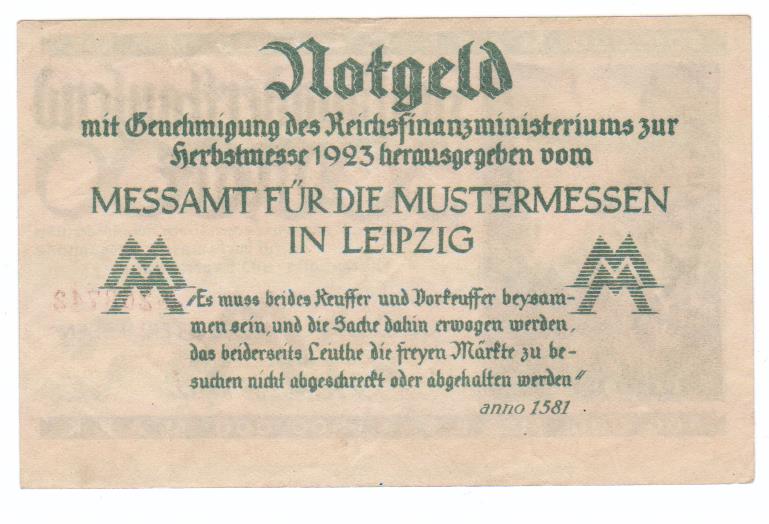 Notgeld
mit Genehmigung des Reichsfinanzministeriums zur
Herbstmesse 1923 herausgegeben vom
MESSAMT FÜR DIE MUSTERMESSEN
IN LEIPZIG
MM
MM
„Es muss beides Keuffer und Vorkeuffer beysam-
men sein, und die Sache dahin erwogen werden,
das beiderseits Leuthe die freyen Märkte zu be-
suchen nicht abgeschreckt oder abgehalten werden“
anno 1581